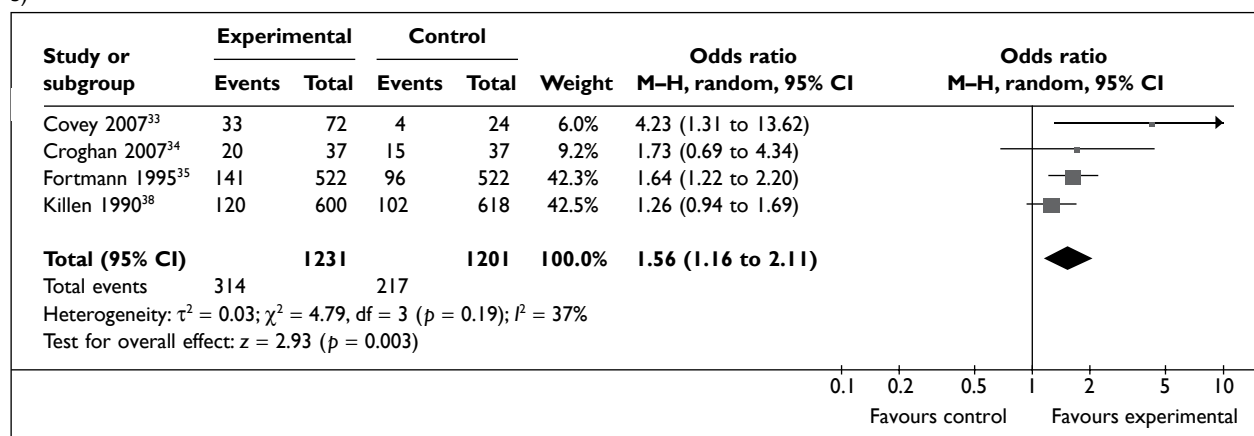 Experimental Control
Study or subgroup Events Total Events Total Weight Odds ratio M–H, random, 95% CI Odds ratio M–H, random, 95% CI
Covey 2007³³ 33 72 4 24 6.0% 4.23 (1.31 to 13.62)
Croghan 2007³⁴ 20 37 15 37 9.2% 1.73 (0.69 to 4.34)
Fortmann 1995³⁵ 141 522 96 522 42.3% 1.64 (1.22 to 2.20)
Killen 1990³⁸ 120 600 102 618 42.5% 1.26 (0.94 to 1.69)
Total (95% CI) 1231 1201 100.0% 1.56 (1.16 to 2.11)
Total events 314 217
Heterogeneity: τ² = 0.03; χ² = 4.79, df = 3 (p = 0.19); I² = 37%
Test for overall effect: z = 2.93 (p = 0.003)
0.1 0.2 0.5 1 2 5 10
Favours control Favours experimental